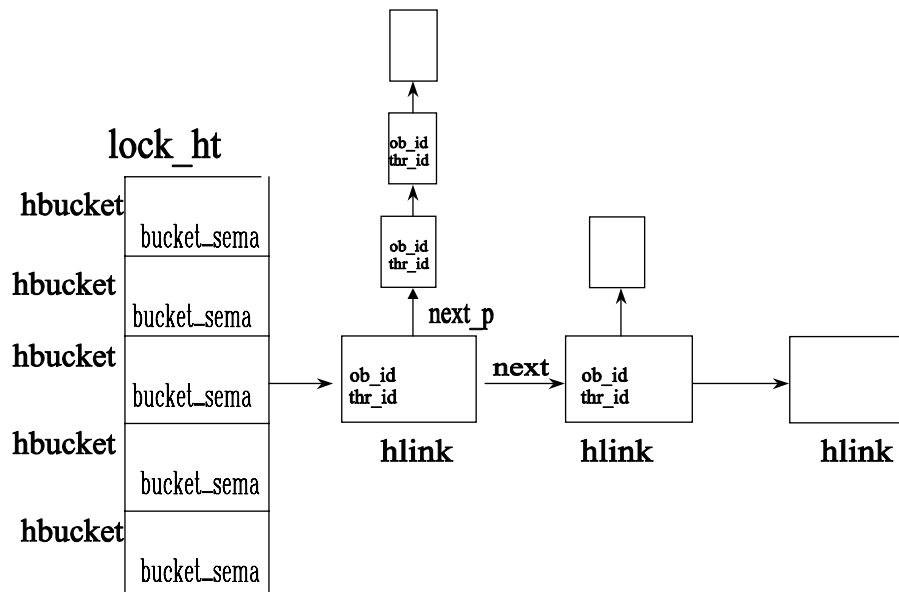 ob_id
thr_id
lock_ht
hbucket
bucket_sema
ob_id
thr_id
hbucket
bucket_sema
next_p
hbucket
bucket_sema
ob_id
thr_id
next
ob_id
thr_id
hbucket
bucket_sema
hlink
hlink
hlink
hbucket
bucket_sema